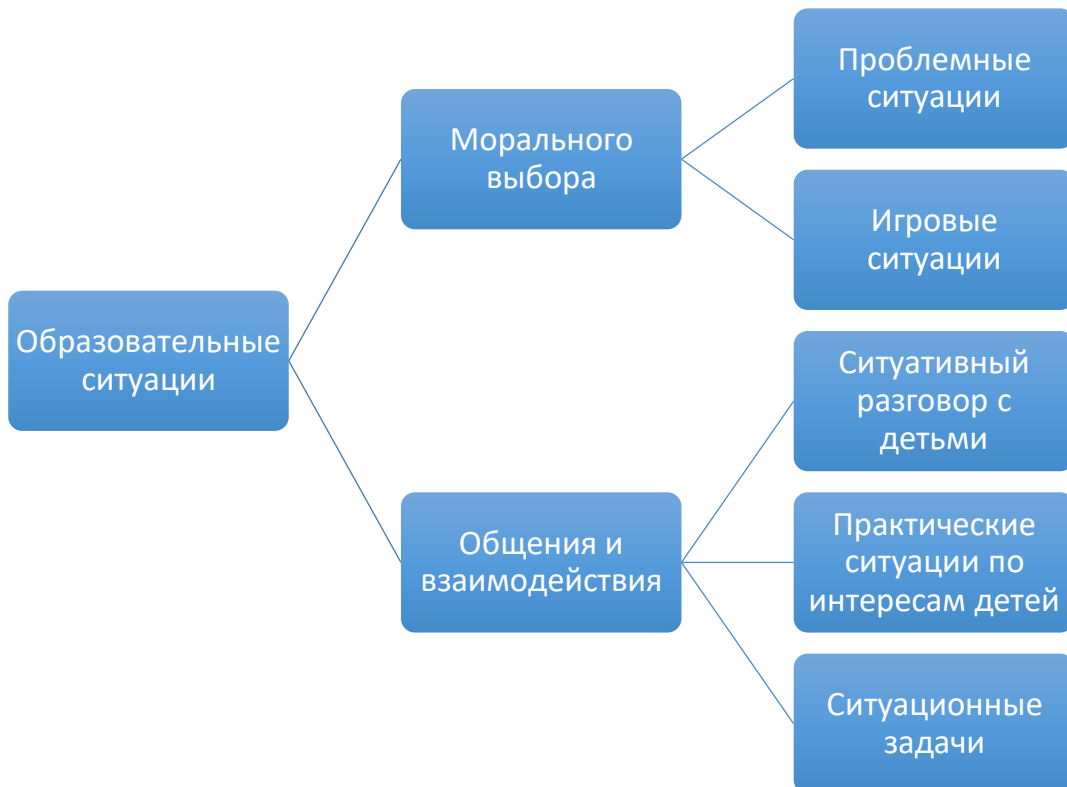 Образовательные
ситуации
Морального
выбора
Проблемные
ситуации
Игровые
ситуации
Общения и
взаимодействия
Ситуативный
разговор с
детьми
Практические
ситуации по
интересам детей
Ситуационные
задачи